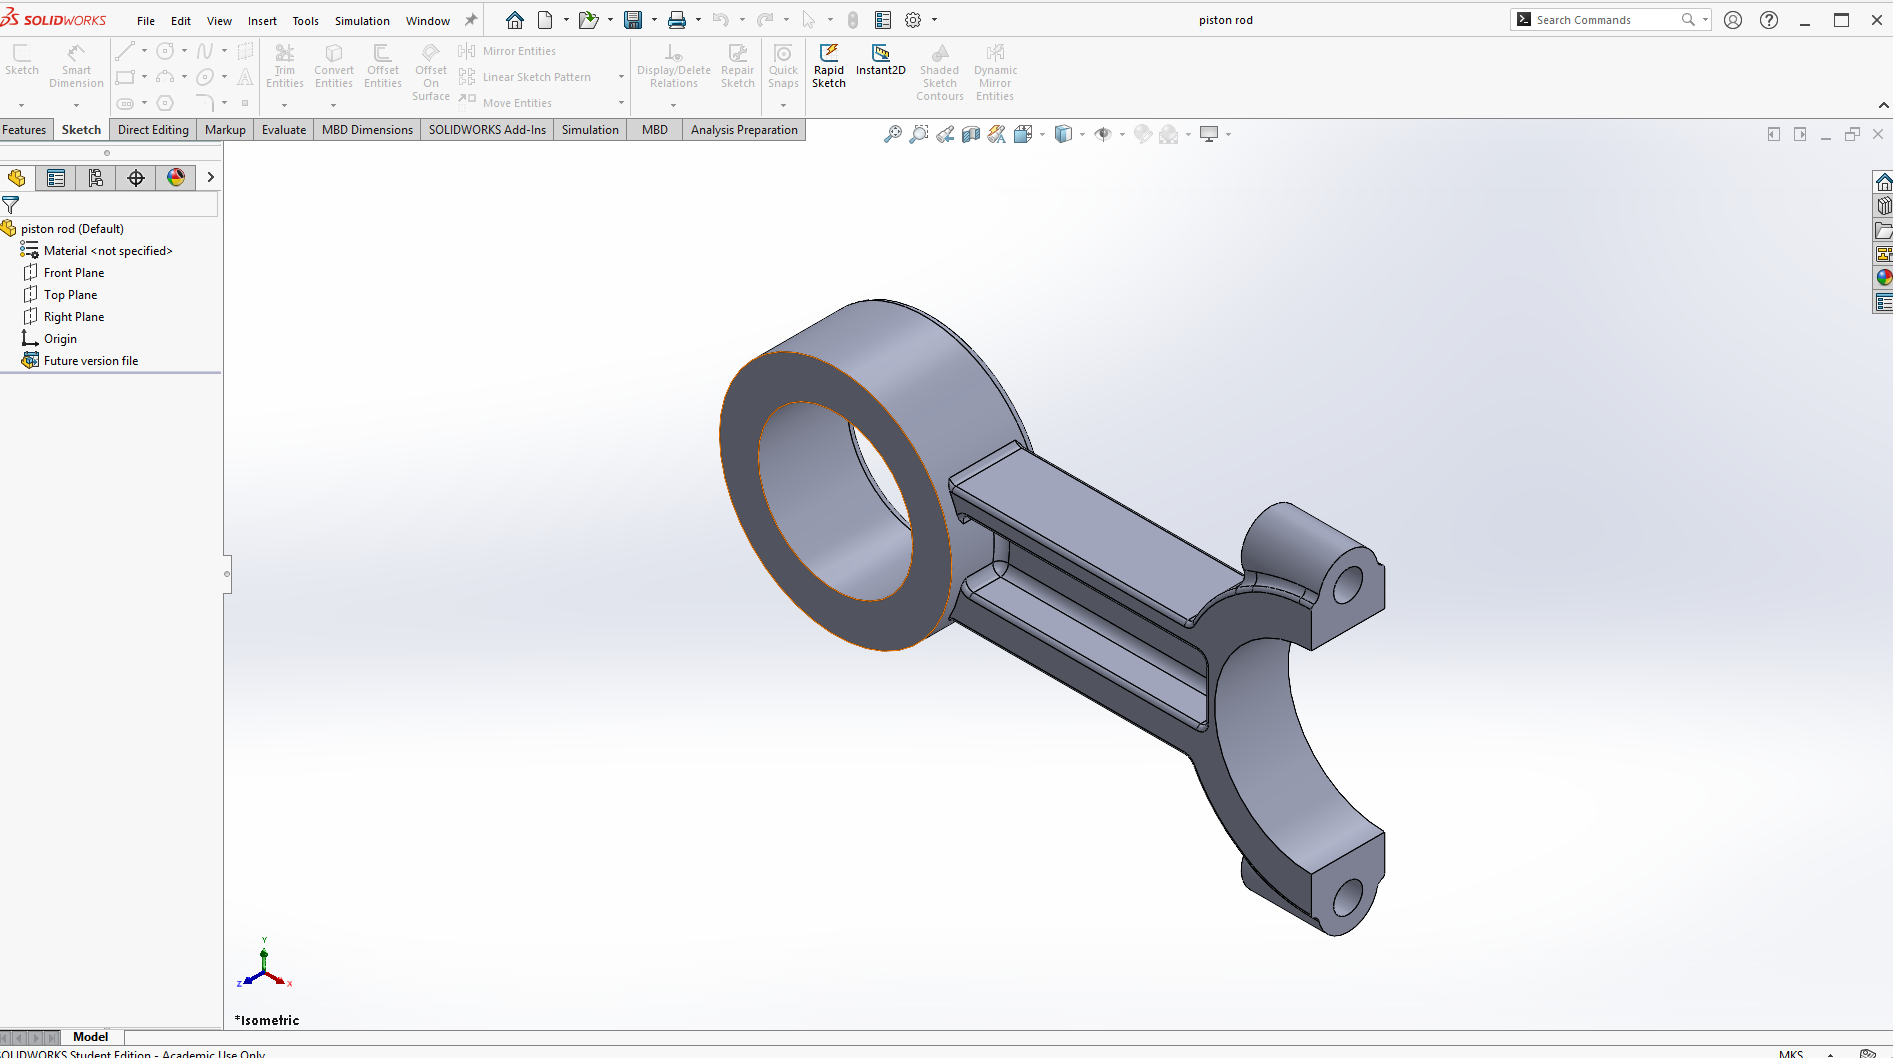 SOLIDWORKS File Edit View Insert Tools Simulation Window piston rod Search Commands
Sketch Smart Dimension Trim Entities Convert Entities Offset Entities Offset On Surface Mirror Entities Linear Sketch Pattern Move Entities Display/Delete Relations Repair Sketch Quick Snaps Rapid Sketch Instant2D Shaded Sketch Contours Dynamic Mirror Entities
Features Sketch Direct Editing Markup Evaluate MBD Dimensions SOLIDWORKS Add-Ins Simulation MBD Analysis Preparation
piston rod (Default)
Material <not specified>
Front Plane
Top Plane
Right Plane
Origin
Future version file
Y
Z X
*Isometric
Model
SOLIDWORKS Student Edition - Academic Use Only MKS